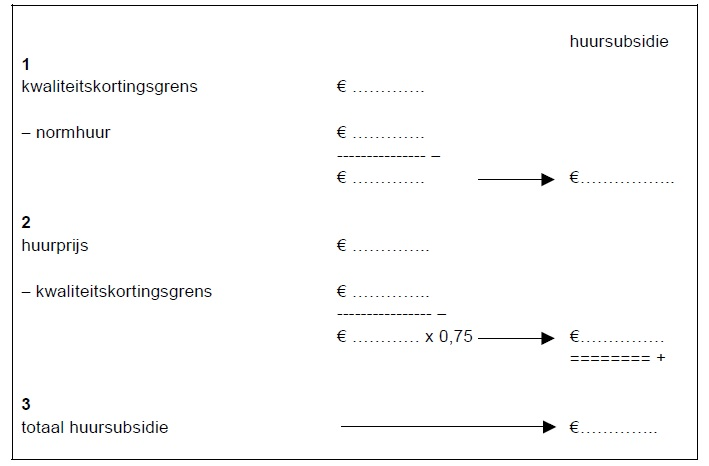 huursubsidie
1
kwaliteitskortingsgrens € ………….
– normhuur € ………….
--------------- –
€ …………. €…………….
2
huurprijs € …………..
– kwaliteitskortingsgrens € …………..
---------------- –
€ ………… x 0,75 €……………
======== +
3
totaal huursubsidie €………….